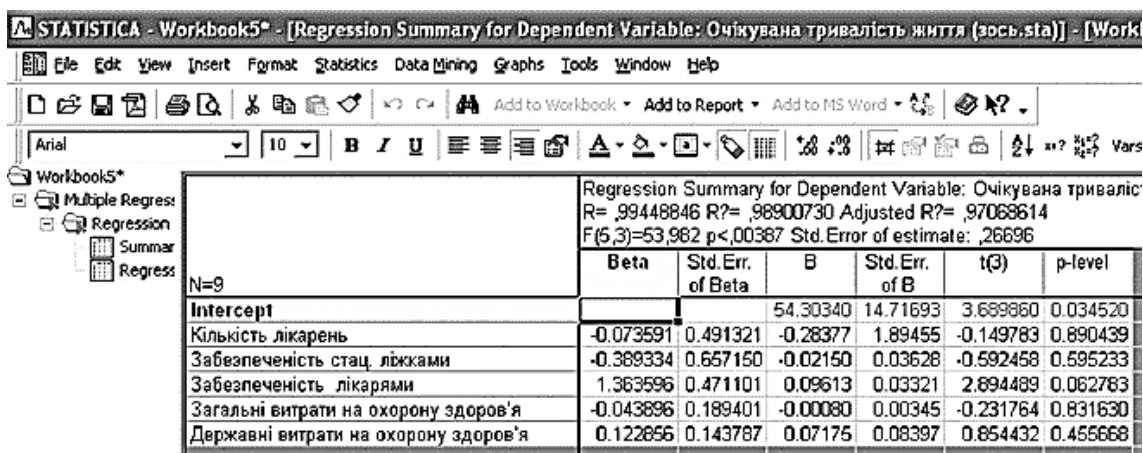 STATISTICA - Workbook5* - [Regression Summary for Dependent Variable: Очікувана тривалість життя (зось.sta)] - [Work
File Edit View Insert Format Statistics Data Mining Graphs Tools Window Help
Add to Workbook Add to Report Add to MS Word
Arial 10 B I U Vars
Workbook5*
Multiple Regress
Regression
Summar
Regress
Regression Summary for Dependent Variable: Очікувана триваліс
R= ,99448846 R?= ,98900730 Adjusted R?= ,97068614
F(5,3)=53,982 p<,00387 Std.Error of estimate: ,26696
N=9 Beta Std.Err. of Beta B Std.Err. of B t(3) p-level
Intercept 54.30340 14.71693 3.689860 0.034520
Кількість лікарень -0.073591 0.491321 -0.28377 1.89455 -0.149783 0.890439
Забезпеченість стац. ліжками -0.389334 0.657150 -0.02150 0.03628 -0.592458 0.595233
Забезпеченість лікарями 1.363596 0.471101 0.09613 0.03321 2.894489 0.062783
Загальні витрати на охорону здоров'я -0.043896 0.189401 -0.00080 0.00345 -0.231764 0.831630
Державні витрати на охорону здоров'я 0.122856 0.143787 0.07175 0.08397 0.854432 0.455668